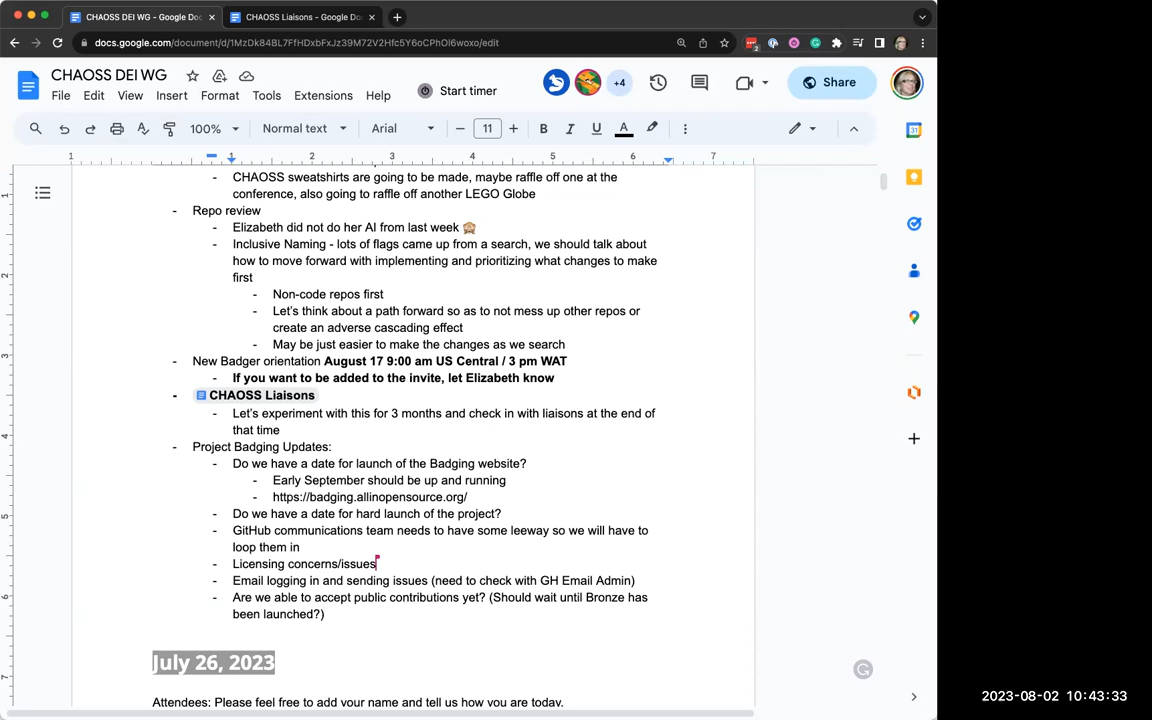 CHAOSS DEI WG - Google Doc
CHAOSS Liaisons - Google Do
docs.google.com/document/d/1MzDk84BL7FfHDxbFxJz39M72V2Hfc5Y6oCPhOl6woxo/edit
CHAOSS DEI WG
File Edit View Insert Format Tools Extensions Help
Start timer
+4
Share
100% Normal text Arial 11 B I U A
1 1 2 3 4 5 6 7
- CHAOSS sweatshirts are going to be made, maybe raffle off one at the
conference, also going to raffle off another LEGO Globe
- Repo review
- Elizabeth did not do her AI from last week 🙈
- Inclusive Naming - lots of flags came up from a search, we should talk about
how to move forward with implementing and prioritizing what changes to make
first
- Non-code repos first
- Let's think about a path forward so as to not mess up other repos or
create an adverse cascading effect
- May be just easier to make the changes as we search
- New Badger orientation August 17 9:00 am US Central / 3 pm WAT
- If you want to be added to the invite, let Elizabeth know
- CHAOSS Liaisons
- Let's experiment with this for 3 months and check in with liaisons at the end of
that time
- Project Badging Updates:
- Do we have a date for launch of the Badging website?
- Early September should be up and running
- https://badging.allinopensource.org/
- Do we have a date for hard launch of the project?
- GitHub communications team needs to have some leeway so we will have to
loop them in
- Licensing concerns/issues
- Email logging in and sending issues (need to check with GH Email Admin)
- Are we able to accept public contributions yet? (Should wait until Bronze has
been launched?)
July 26, 2023
Attendees: Please feel free to add your name and tell us how you are today.
2023-08-02 10:43:33